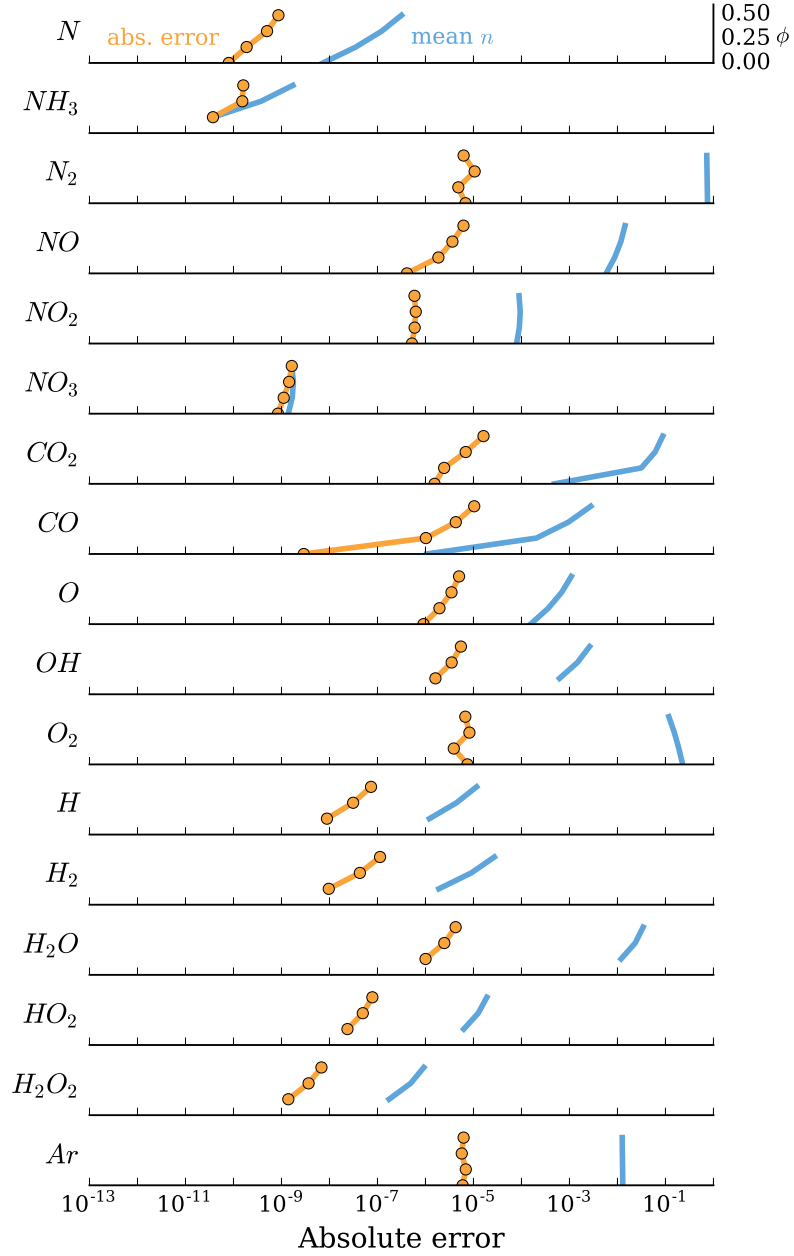 N abs. error mean n 0.50
0.25 ϕ
0.00
NH₃
N₂
NO
NO₂
NO₃
CO₂
CO
O
OH
O₂
H
H₂
H₂O
HO₂
H₂O₂
Ar
10⁻¹³ 10⁻¹¹ 10⁻⁹ 10⁻⁷ 10⁻⁵ 10⁻³ 10⁻¹
Absolute error